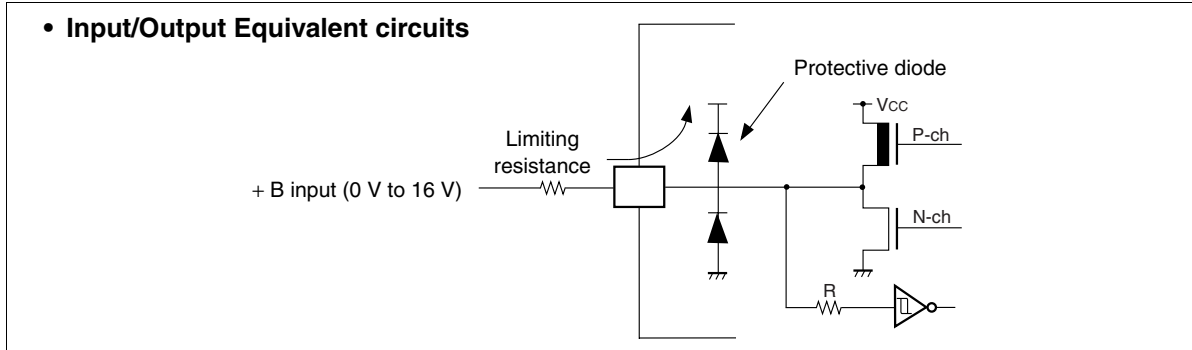 • Input/Output Equivalent circuits
Protective diode
Vcc
Limiting
resistance
P-ch
+ B input (0 V to 16 V)
N-ch
R